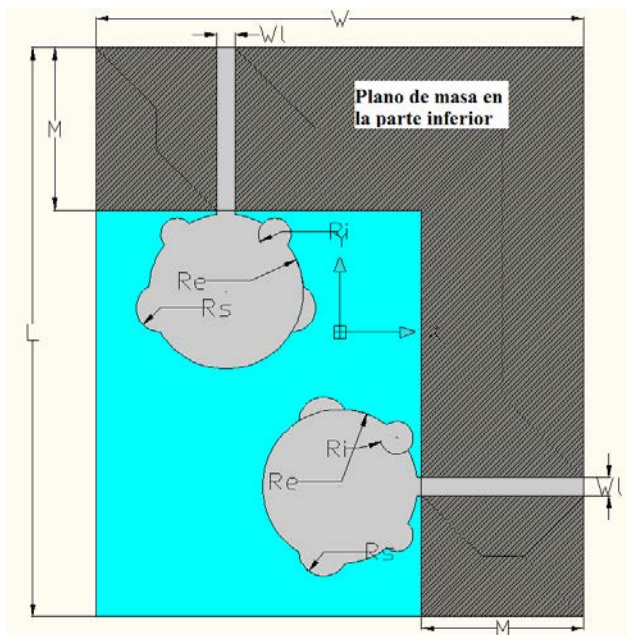 W
Wl
Plano de masa en
la parte inferior
M
Ri
Y
Re
Rs
L
x
Ri
Re
Wl
Rs
M